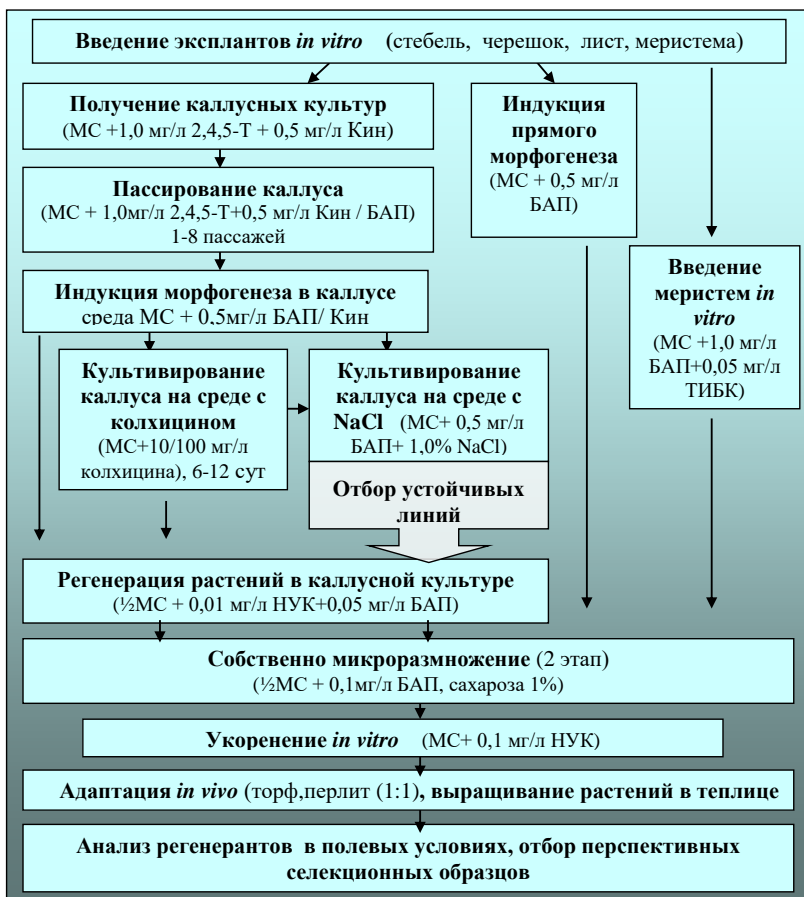 Введение эксплантов in vitro (стебель, черешок, лист, меристема)
Получение каллусных культур
(МС +1,0 мг/л 2,4,5-Т + 0,5 мг/л Кин)
Индукция
прямого
морфогенеза
(МС + 0,5 мг/л
БАП)
Пассирование каллуса
(МС + 1,0мг/л 2,4,5-Т+0,5 мг/л Кин / БАП)
1-8 пассажей
Введение
меристем in
vitro
(МС +1,0 мг/л
БАП+0,05 мг/л
ТИБК)
Индукция морфогенеза в каллусе
среда МС + 0,5мг/л БАП/ Кин
Культивирование
каллуса на среде с
колхицином
(МС+10/100 мг/л
колхицина), 6-12 сут
Культивирование
каллуса на среде с
NaCl (МС+ 0,5 мг/л
БАП+ 1,0% NaCl)
Отбор устойчивых
линий
Регенерация растений в каллусной культуре
(½МС + 0,01 мг/л НУК+0,05 мг/л БАП)
Собственно микроразмножение (2 этап)
(½МС + 0,1мг/л БАП, сахароза 1%)
Укоренение in vitro (МС+ 0,1 мг/л НУК)
Адаптация in vivo (торф,перлит (1:1), выращивание растений в теплице
Анализ регенерантов в полевых условиях, отбор перспективных
селекционных образцов